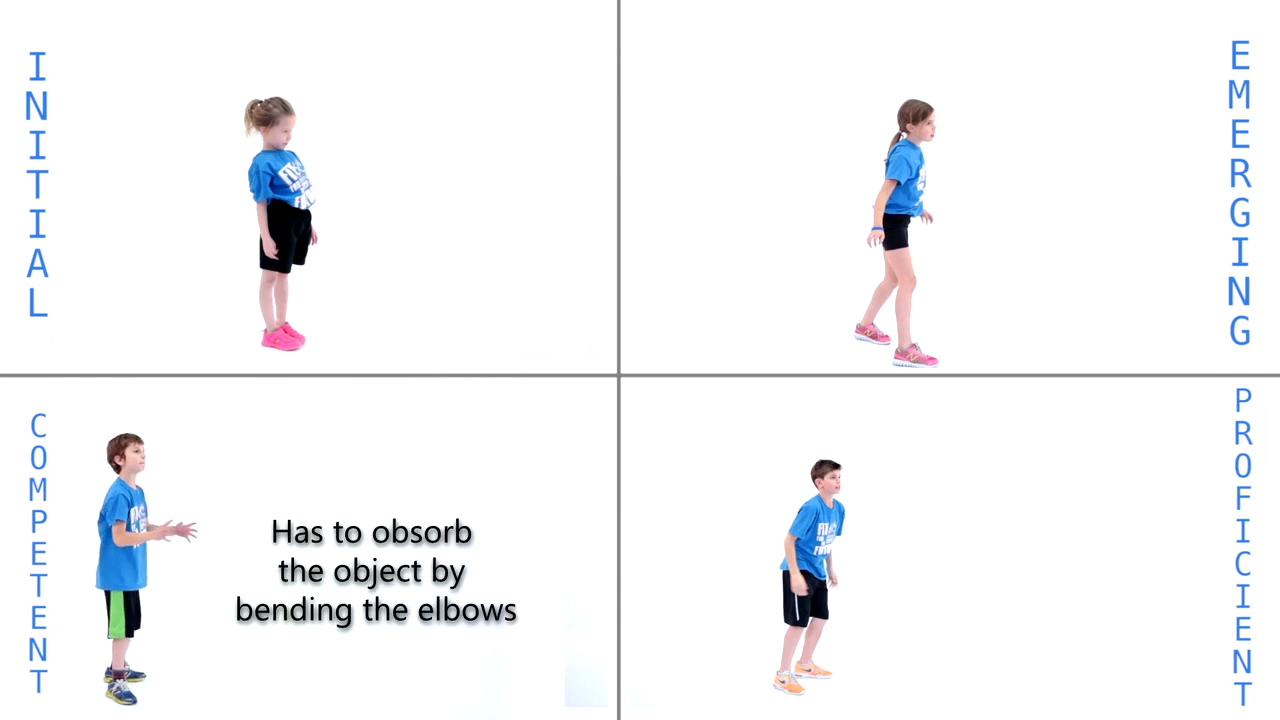 INITIAL
EMERGING
COMPETENT
Has to obsorb
the object by
bending the elbows
PROFICIENT